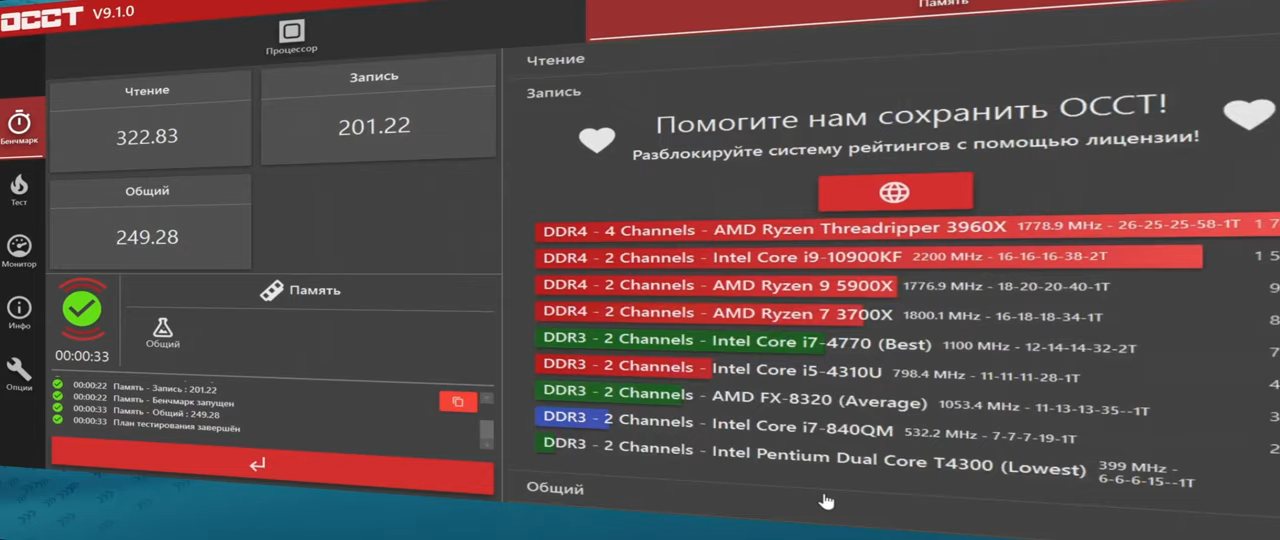 OCCT V9.1.0
Память
Процессор
Чтение
322.83
Запись
201.22
Общий
249.28
Бенчмарк
Тест
Монитор
Инфо
Опции
00:00:33
Память
Общий
00:00:22 Память - Запись : 201.22
00:00:22 Память - Бенчмарк запущен
00:00:33 Память - Общий : 249.28
00:00:33 План тестирования завершён
Чтение
Запись
Помогите нам сохранить OCCT!
Разблокируйте систему рейтингов с помощью лицензии!
DDR4 - 4 Channels - AMD Ryzen Threadripper 3960X 1778.9 MHz - 26-25-25-58-1T
DDR4 - 2 Channels - Intel Core i9-10900KF 2200 MHz - 16-16-16-38-2T
DDR4 - 2 Channels - AMD Ryzen 9 5900X 1776.9 MHz - 18-20-20-40-1T
DDR4 - 2 Channels - AMD Ryzen 7 3700X 1800.1 MHz - 16-18-18-34-1T
DDR3 - 2 Channels - Intel Core i7-4770 (Best) 1100 MHz - 12-14-14-32-2T
DDR3 - 2 Channels - Intel Core i5-4310U 798.4 MHz - 11-11-11-28-1T
DDR3 - 2 Channels - AMD FX-8320 (Average) 1053.4 MHz - 11-13-13-35--1T
DDR3 - 2 Channels - Intel Core i7-840QM 532.2 MHz - 7-7-7-19-1T
DDR3 - 2 Channels - Intel Pentium Dual Core T4300 (Lowest) 399 MHz -
6-6-6-15--1T
Общий